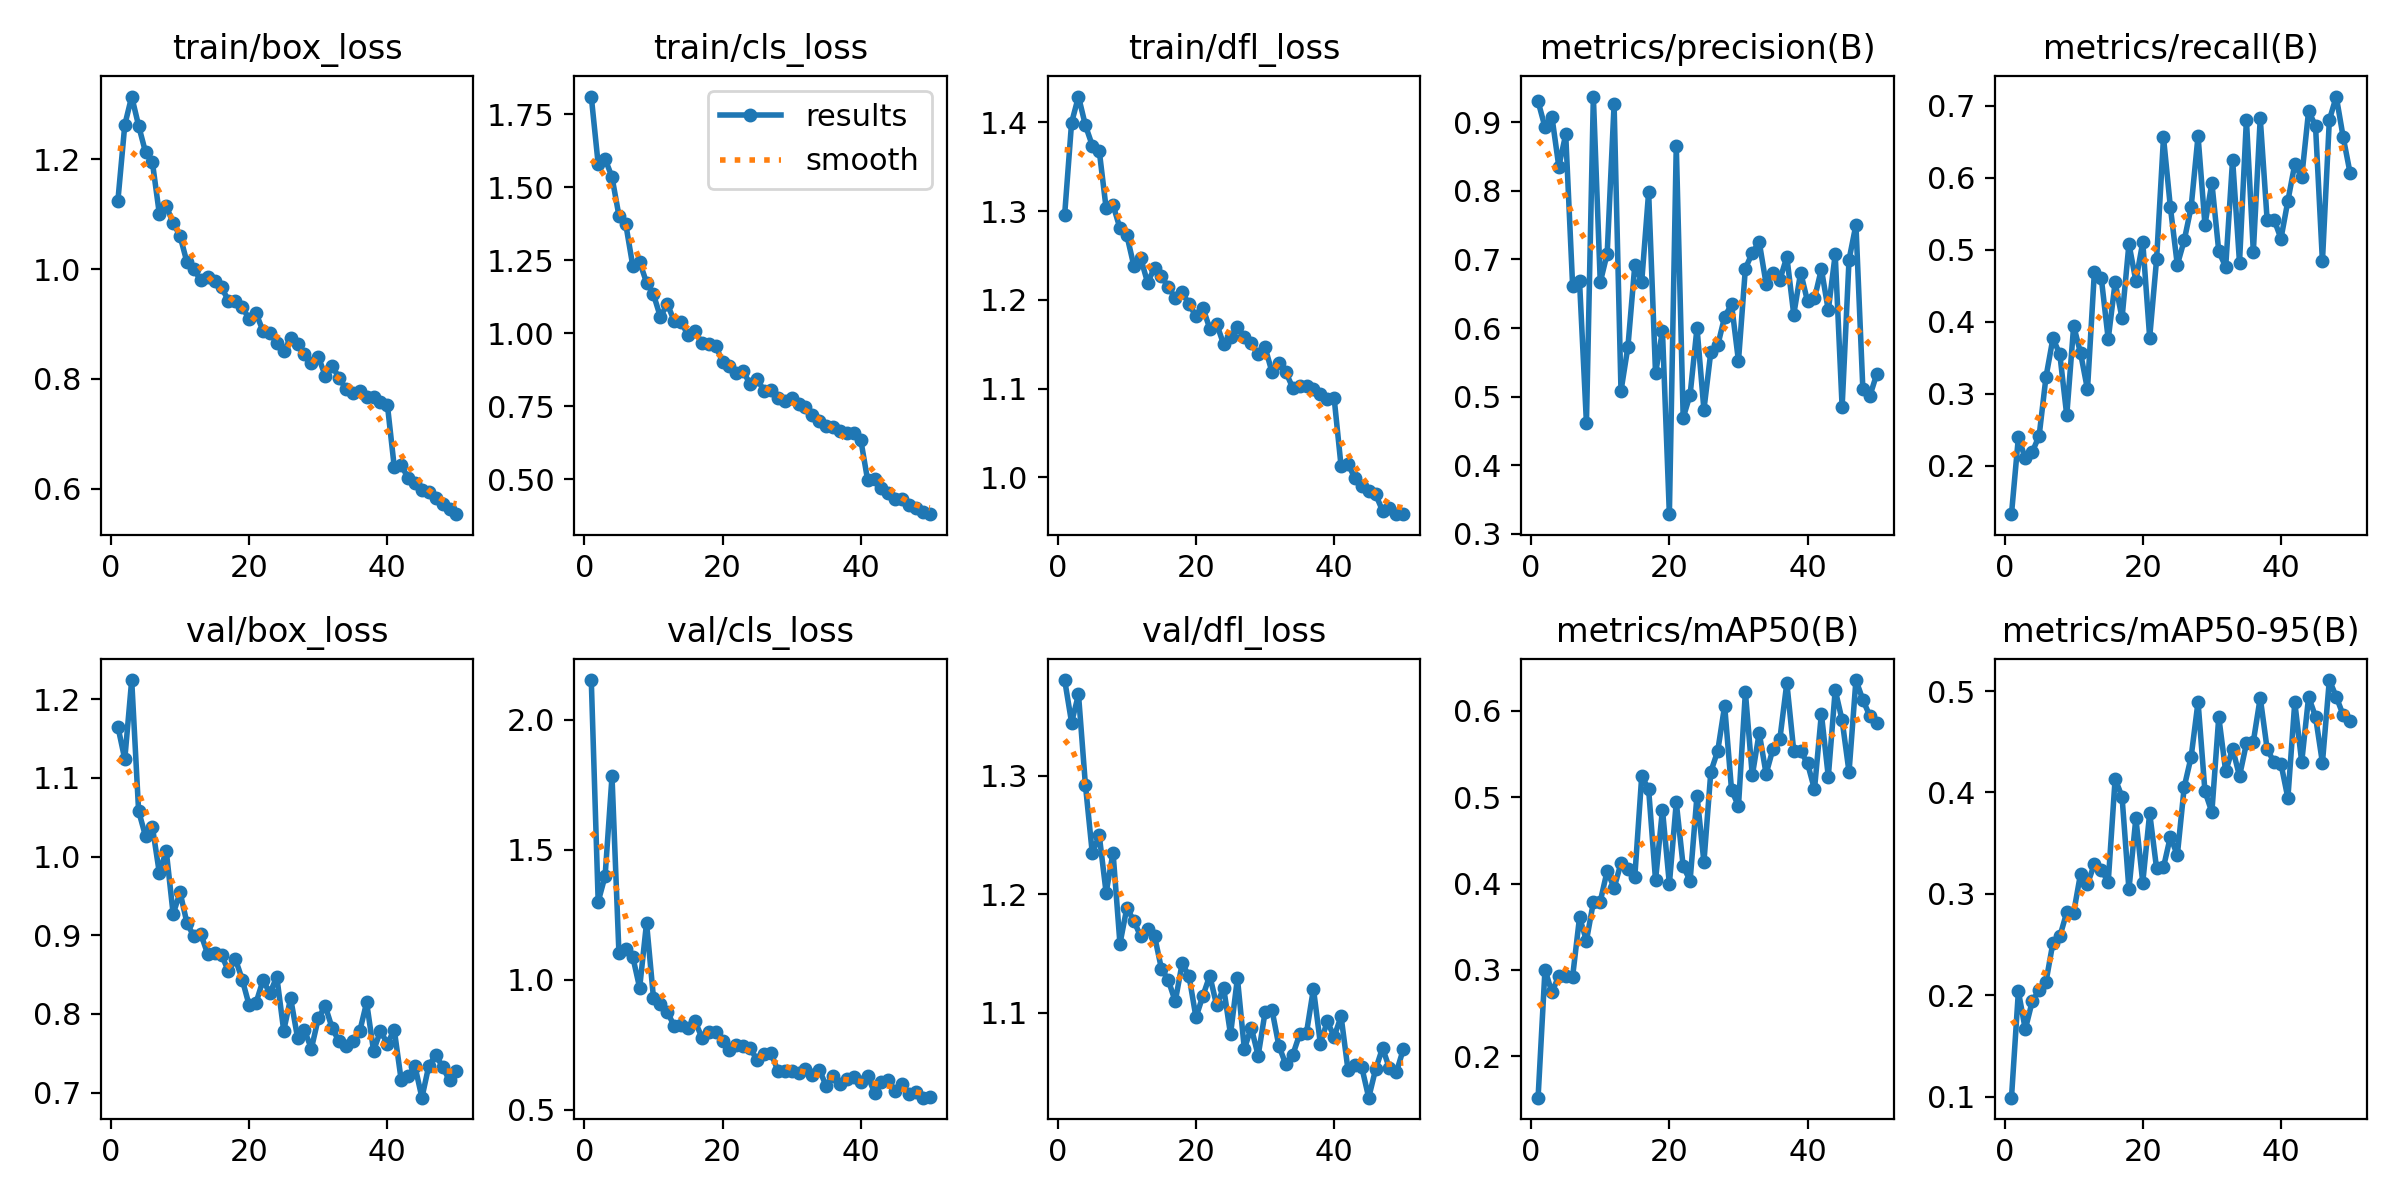 train/box_loss
1.2
1.0
0.8
0.6
0 20 40
train/cls_loss
results
smooth
1.75
1.50
1.25
1.00
0.75
0.50
0 20 40
train/dfl_loss
1.4
1.3
1.2
1.1
1.0
0 20 40
metrics/precision(B)
0.9
0.8
0.7
0.6
0.5
0.4
0.3
0 20 40
metrics/recall(B)
0.7
0.6
0.5
0.4
0.3
0.2
0 20 40
val/box_loss
1.2
1.1
1.0
0.9
0.8
0.7
0 20 40
val/cls_loss
2.0
1.5
1.0
0.5
0 20 40
val/dfl_loss
1.3
1.2
1.1
0 20 40
metrics/mAP50(B)
0.6
0.5
0.4
0.3
0.2
0 20 40
metrics/mAP50-95(B)
0.5
0.4
0.3
0.2
0.1
0 20 40